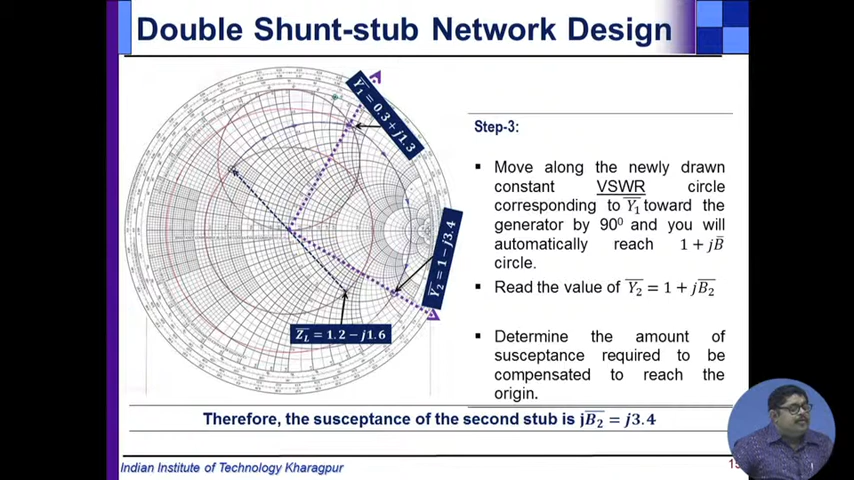 Double Shunt-stub Network Design
Y̅₁ = 0.3 + j1.3
Y̅₂ = 1 − j3.4
Z̅_L = 1.2 − j1.6
Step-3:
▪ Move along the newly drawn
constant VSWR circle
corresponding to Y̅₁ toward the
generator by 90⁰ and you will
automatically reach 1 + jB̅
circle.
▪ Read the value of Y̅₂ = 1 + jB̅₂
▪ Determine the amount of
susceptance required to be
compensated to reach the
origin.
Therefore, the susceptance of the second stub is jB̅₂ = j3.4
Indian Institute of Technology Kharagpur